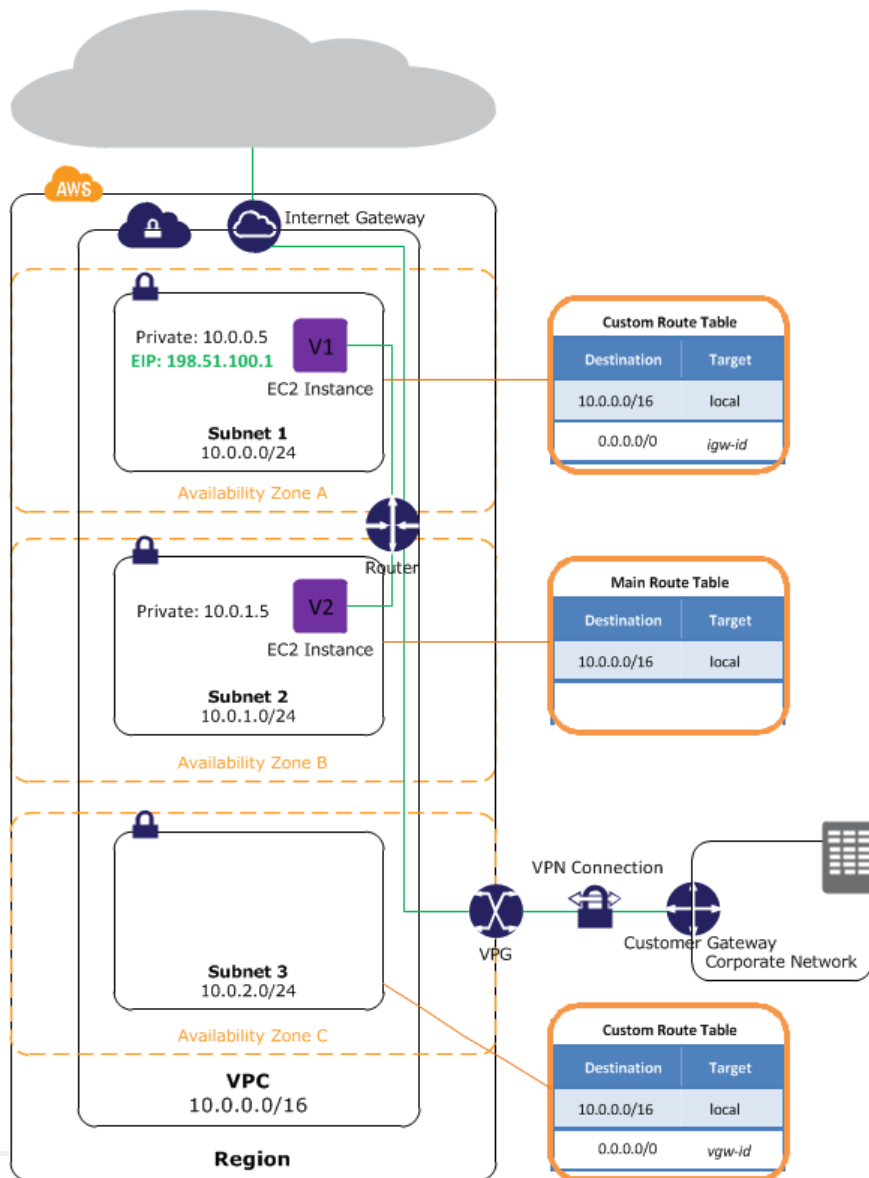 AWS
Internet Gateway
Private: 10.0.0.5
EIP: 198.51.100.1
V1
EC2 Instance
Subnet 1
10.0.0.0/24
Availability Zone A
Custom Route Table
Destination Target
10.0.0.0/16 local
0.0.0.0/0 igw-id
Router
Private: 10.0.1.5
V2
EC2 Instance
Subnet 2
10.0.1.0/24
Availability Zone B
Main Route Table
Destination Target
10.0.0.0/16 local
Subnet 3
10.0.2.0/24
Availability Zone C
VPG
VPN Connection
Customer Gateway
Corporate Network
Custom Route Table
Destination Target
10.0.0.0/16 local
0.0.0.0/0 vgw-id
VPC
10.0.0.0/16
Region